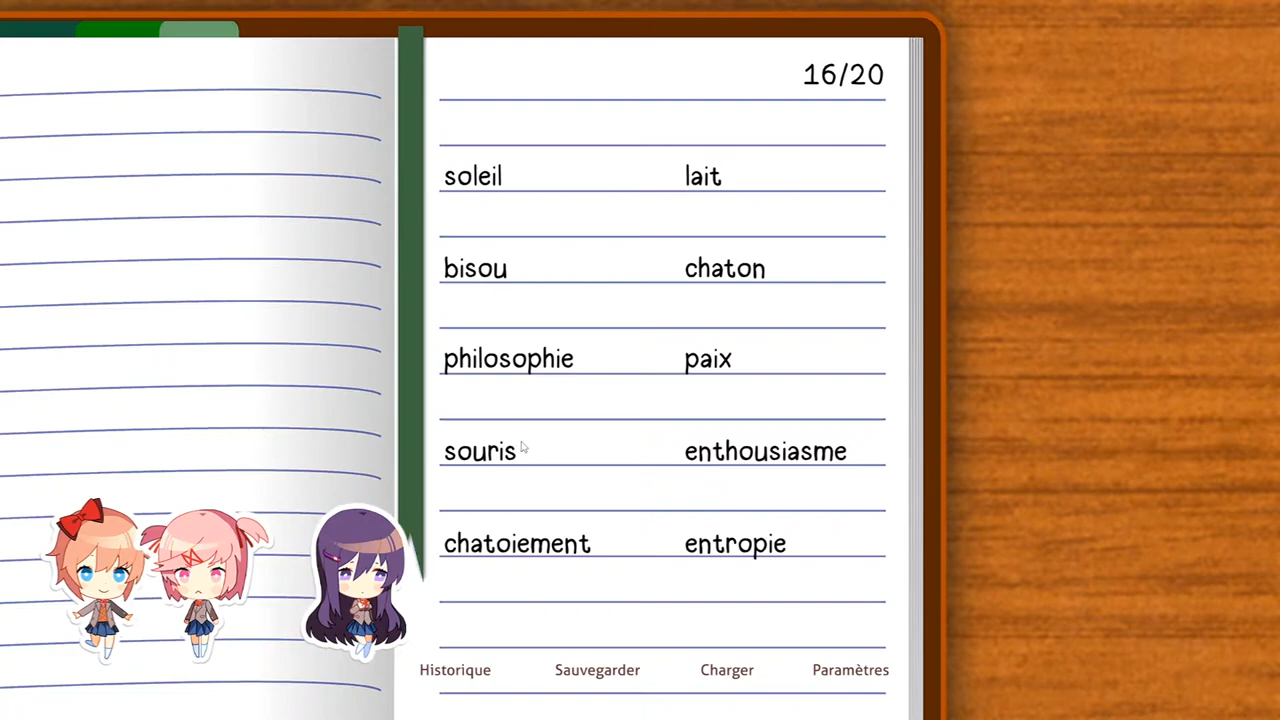 16/20
soleil lait
bisou chaton
philosophie paix
souris enthousiasme
chatoiement entropie
Historique Sauvegarder Charger Paramètres